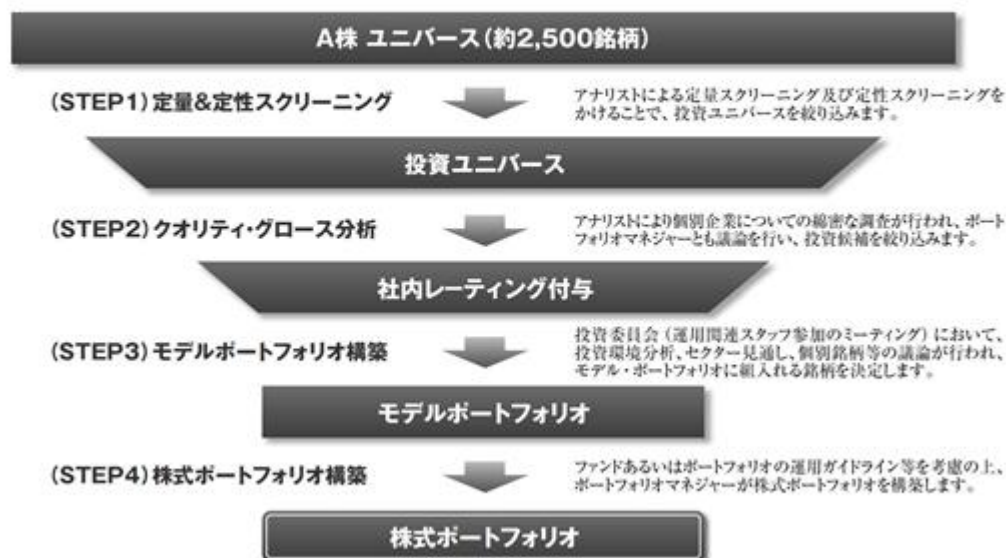 A株 ユニバース(約2,500銘柄)
(STEP1)定量&定性スクリーニング
アナリストによる定量スクリーニング及び定性スクリーニングを
かけることで、投資ユニバースを絞り込みます。
投資ユニバース
(STEP2)クオリティ・グロース分析
アナリストにより個別企業についての綿密な調査が行われ、ポート
フォリオマネジャーとも議論を行い、投資候補を絞り込みます。
社内レーティング付与
(STEP3)モデルポートフォリオ構築
投資委員会(運用関連スタッフ参加のミーティング)において、
投資環境分析、セクター見通し、個別銘柄等の議論が行われ、
モデル・ポートフォリオに組入れる銘柄を決定します。
モデルポートフォリオ
(STEP4)株式ポートフォリオ構築
ファンドあるいはポートフォリオの運用ガイドライン等を考慮の上、
ポートフォリオマネジャーが株式ポートフォリオを構築します。
株式ポートフォリオ